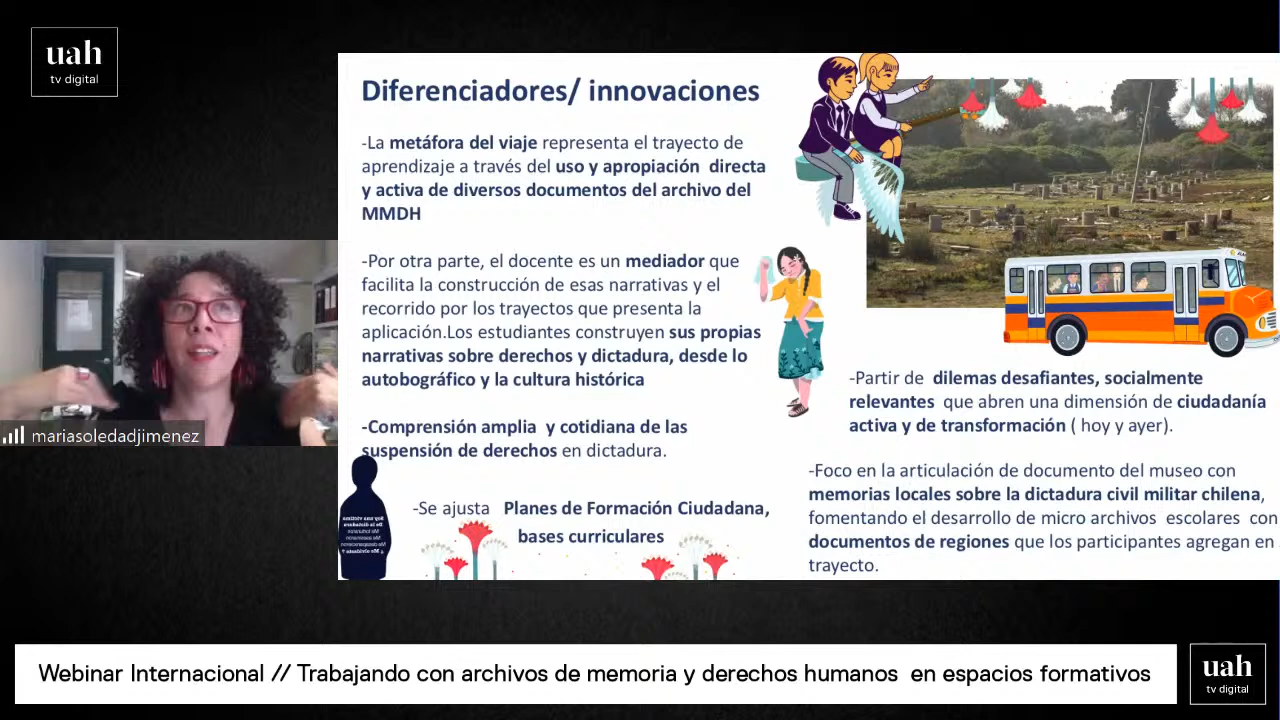 uah
tv digital
Diferenciadores/ innovaciones
-La metáfora del viaje representa el trayecto de
aprendizaje a través del uso y apropiación directa
y activa de diversos documentos del archivo del
MMDH
-Por otra parte, el docente es un mediador que
facilita la construcción de esas narrativas y el
recorrido por los trayectos que presenta la
aplicación.Los estudiantes construyen sus propias
narrativas sobre derechos y dictadura, desde lo
autobográfico y la cultura histórica
-Comprensión amplia y cotidiana de las
suspensión de derechos en dictadura.
-Se ajusta Planes de Formación Ciudadana,
bases curriculares
-Partir de dilemas desafiantes, socialmente
relevantes que abren una dimensión de ciudadanía
activa y de transformación ( hoy y ayer).
-Foco en la articulación de documento del museo con
memorias locales sobre la dictadura civil militar chilena,
fomentando el desarrollo de micro archivos escolares con
documentos de regiones que los participantes agregan en
trayecto.
mariasoledadjimenez
Webinar Internacional // Trabajando con archivos de memoria y derechos humanos en espacios formativos
uah
tv digital